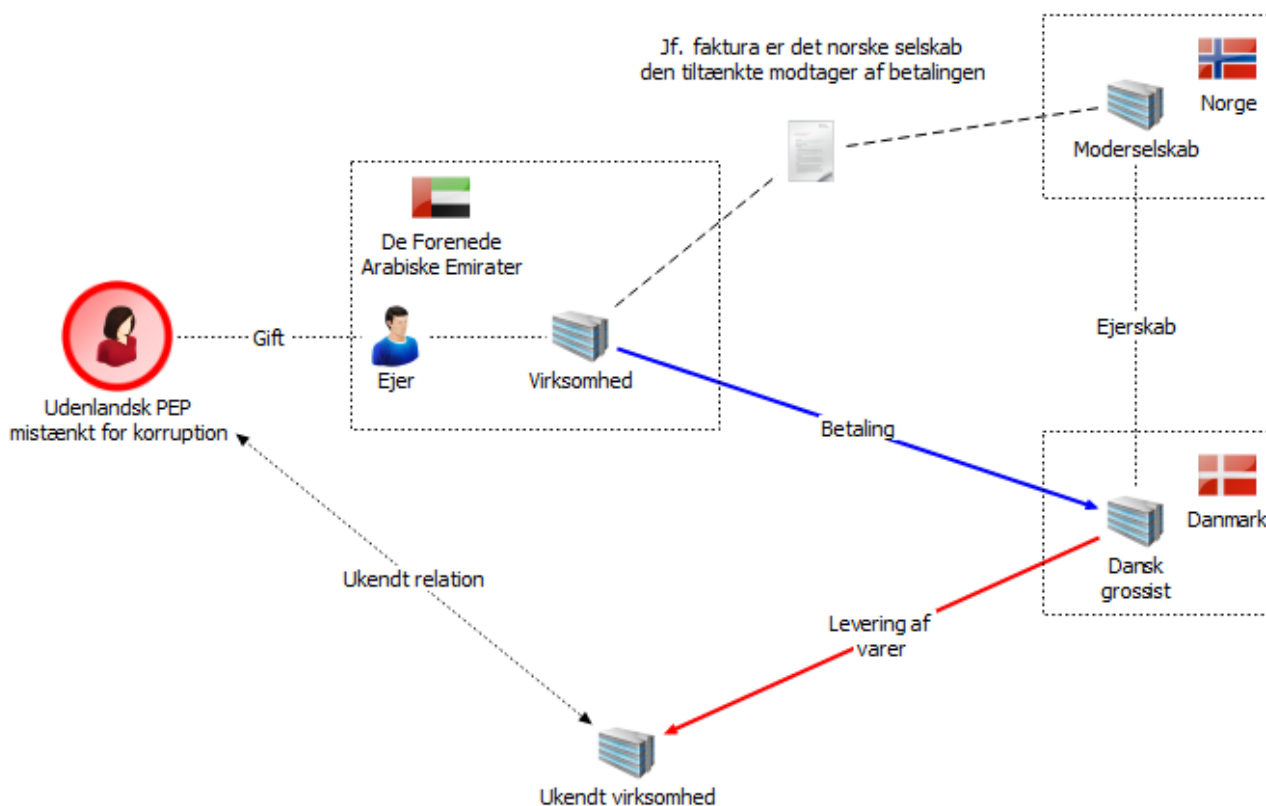 Jf. faktura er det norske selskab
den tiltænkte modtager af betalingen
Norge
Moderselskab
De Forenede
Arabiske Emirater
Gift
Ejer
Virksomhed
Ejerskab
Udenlandsk PEP
mistænkt for korruption
Betaling
Danmark
Dansk
grossist
Ukendt relation
Levering af
varer
Ukendt virksomhed